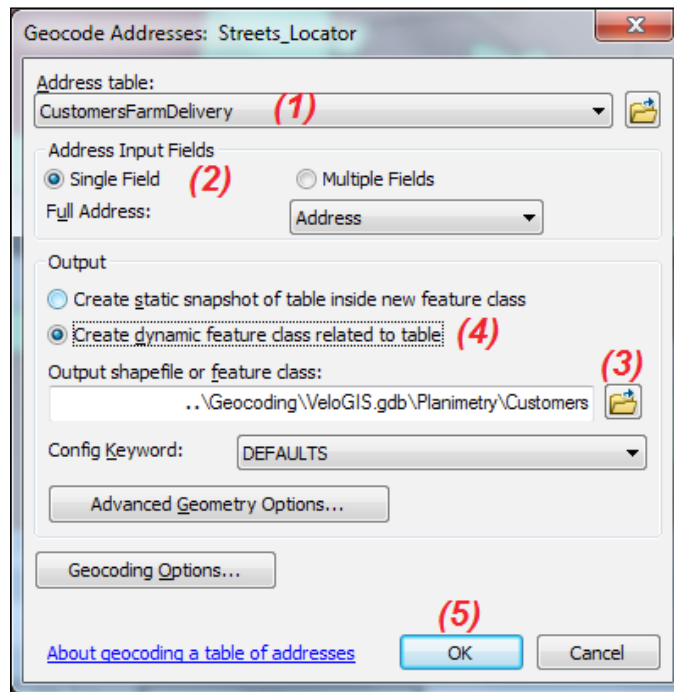 Geocode Addresses: Streets_Locator
Address table:
CustomersFarmDelivery (1)
Address Input Fields
Single Field (2) Multiple Fields
Full Address: Address
Output
Create static snapshot of table inside new feature class
Create dynamic feature class related to table (4)
Output shapefile or feature class: (3)
..\Geocoding\VeloGIS.gdb\Planimetry\Customers
Config Keyword: DEFAULTS
Advanced Geometry Options...
Geocoding Options...
(5)
About geocoding a table of addresses OK Cancel